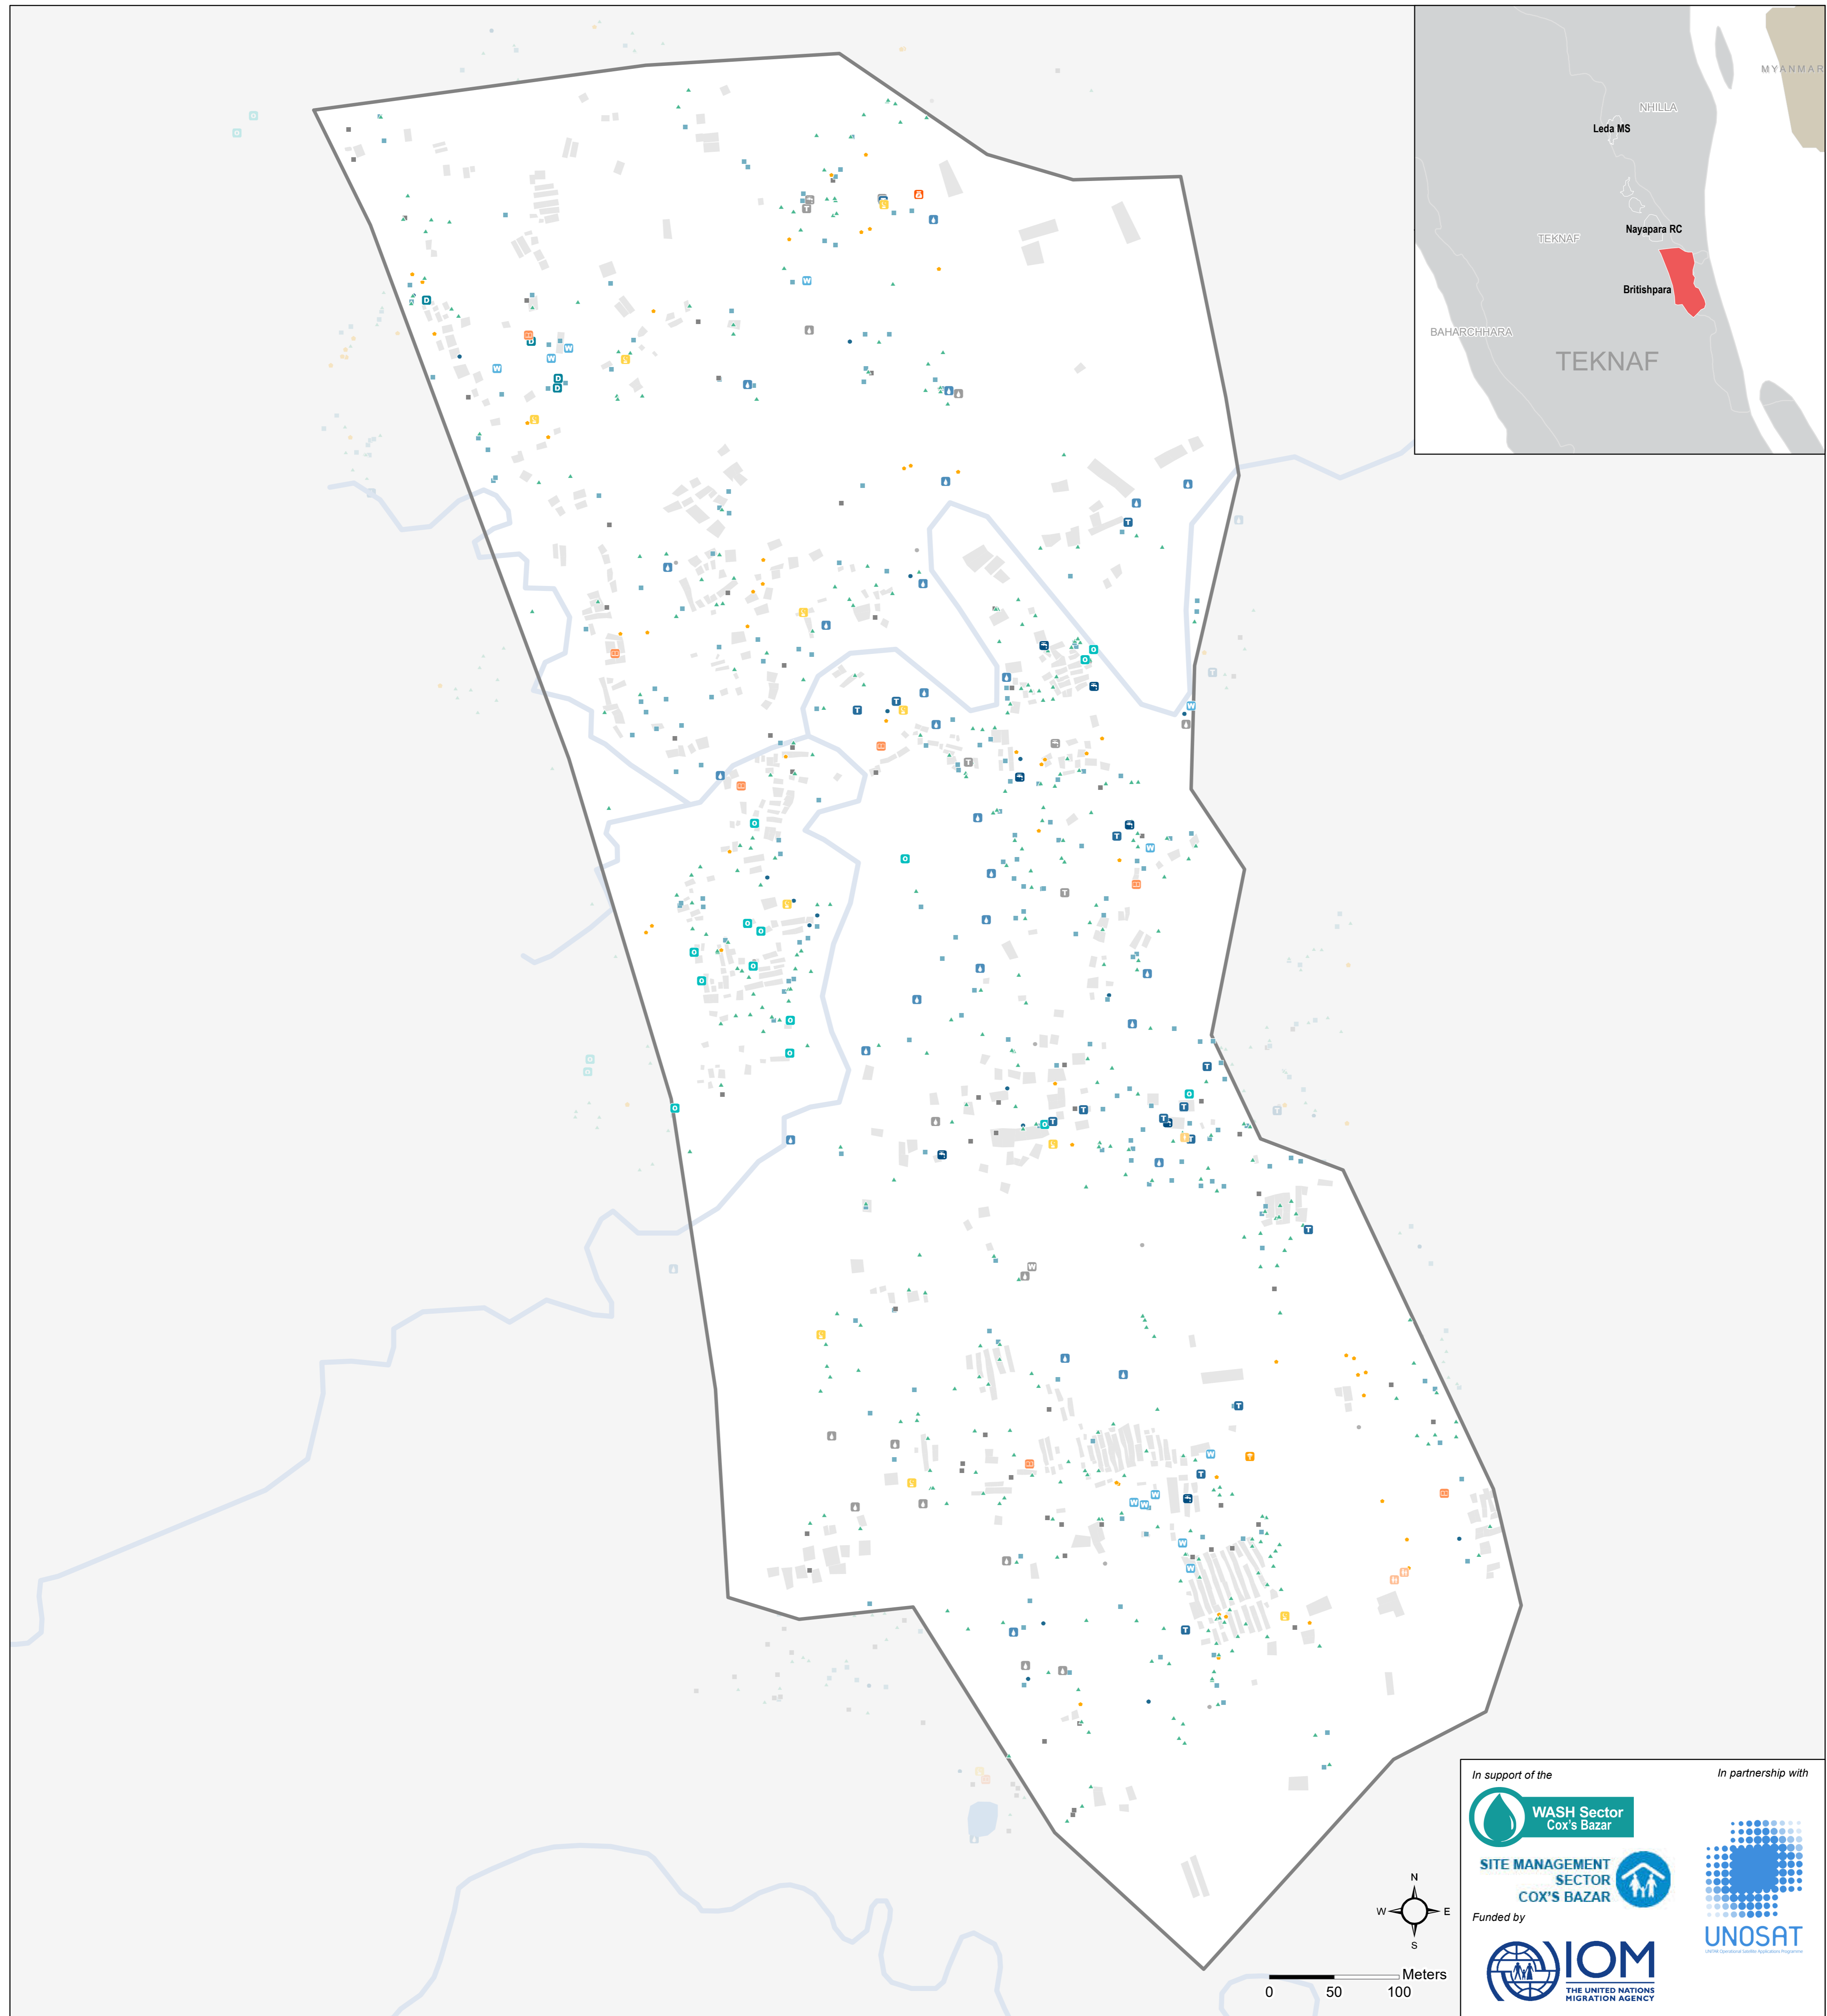 MYANMAR
NHILLA
Leda MS
Nayapara RC
TEKNAF
Britishpara
BAHARCHHARA
TEKNAF
In support of the
In partnership with
WASH Sector
Cox's Bazar
SITE MANAGEMENT
SECTOR
COX'S BAZAR
UNOSAT
Funded by
IOM
THE UNITED NATIONS
MIGRATION AGENCY
N
W
E
S
Meters
0 50 100